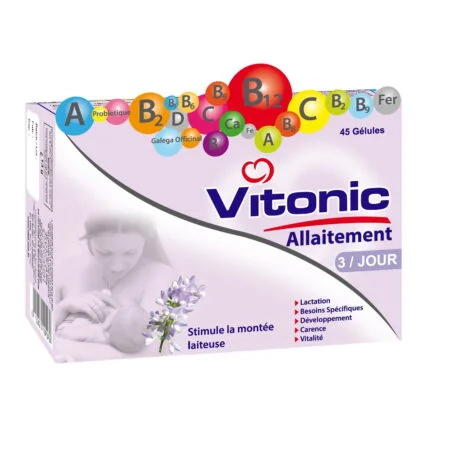 A
Probiotique
B2
D
B5
B6
C
B2
Ca
B12
Fe
C
B2
B9
Fer
Galega Officinal
B
A
B8
A
45 Gélules
Vitonic
Allaitement
3 / JOUR
Stimule la montée
laiteuse
Lactation
Besoins Spécifiques
Développement
Carence
Vitalité